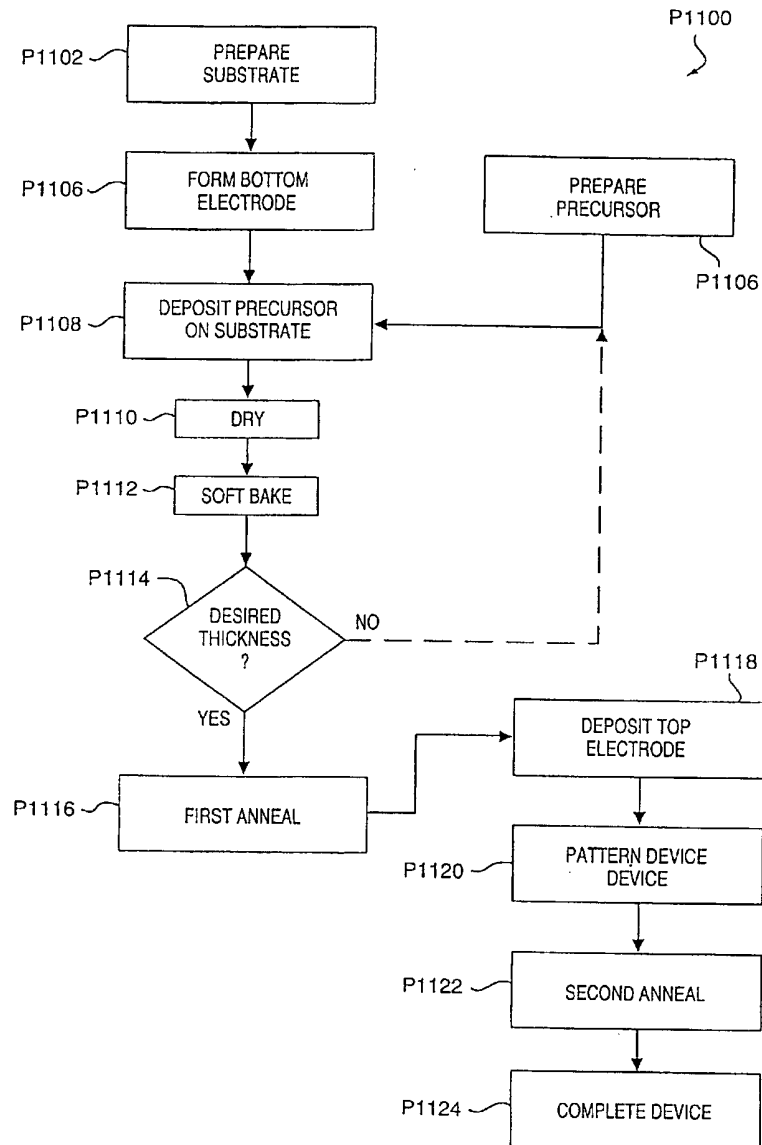 P1100
P1102
PREPARE
SUBSTRATE
P1106
FORM BOTTOM
ELECTRODE
PREPARE
PRECURSOR
P1106
P1108
DEPOSIT PRECURSOR
ON SUBSTRATE
P1110
DRY
P1112
SOFT BAKE
P1114
DESIRED
THICKNESS
?
NO
YES
P1116
FIRST ANNEAL
P1118
DEPOSIT TOP
ELECTRODE
P1120
PATTERN DEVICE
DEVICE
P1122
SECOND ANNEAL
P1124
COMPLETE DEVICE